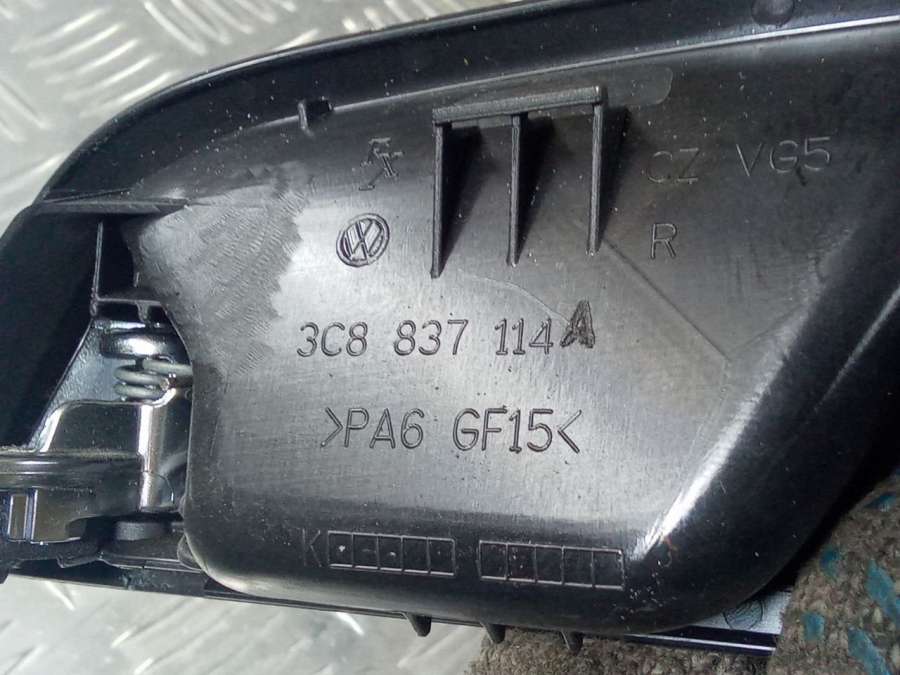 CZ VG5
R
3C8 837 114A
>PA6 GF15<
K